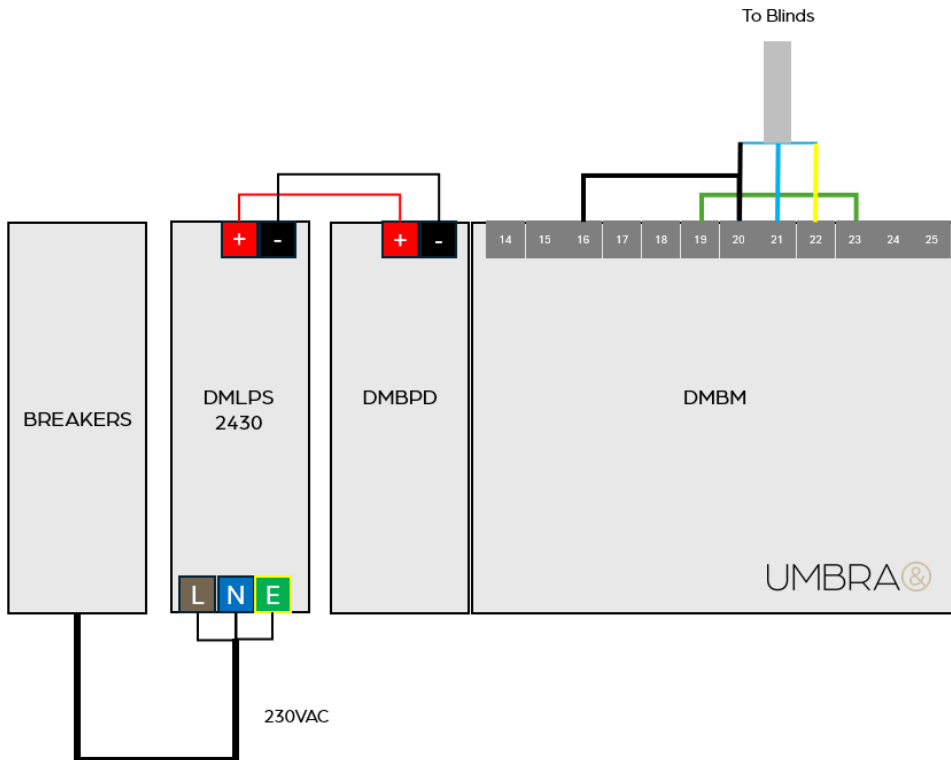 To Blinds
+ - + - 14 15 16 17 18 19 20 21 22 23 24 25
BREAKERS
DMLPS
2430
DMBPD
DMBM
L N E
UMBRA&
230VAC